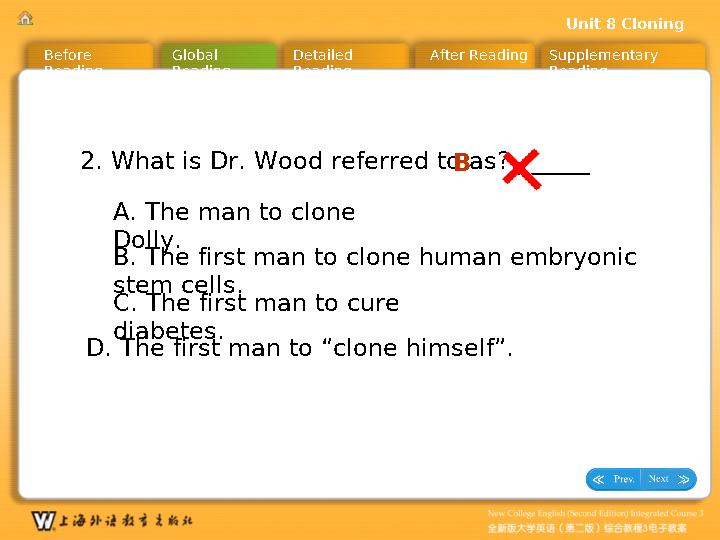 Unit 8 Cloning
Before Reading
Global Reading
Detailed Reading
After Reading
Supplementary Reading
2. What is Dr. Wood referred to as? _____
B
A. The man to clone
Dolly.
B. The first man to clone human embryonic
stem cells.
C. The first man to cure
diabetes.
D. The first man to “clone himself”.
Prev. Next
上海外语教育出版社
New College English (Second Edition) Integrated Course 3
全新版大学英语（第二版）综合教程3电子教案